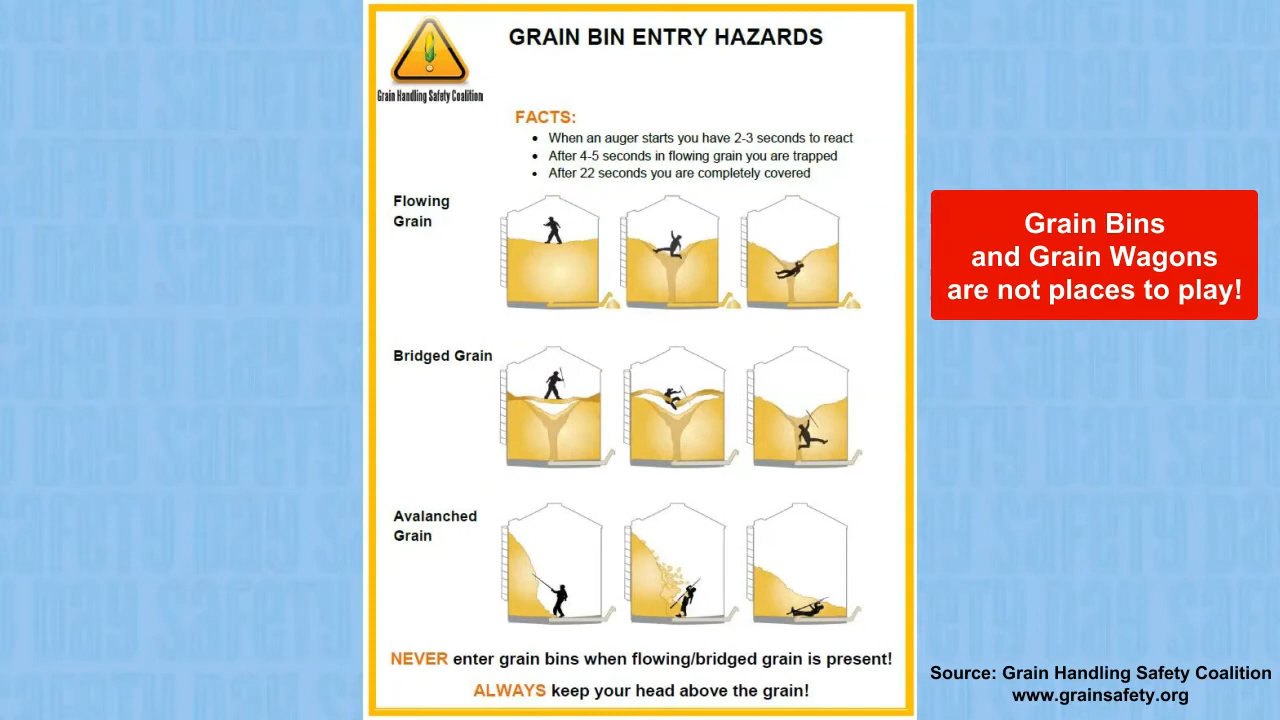 GRAIN BIN ENTRY HAZARDS
Grain Handling Safety Coalition
FACTS:
• When an auger starts you have 2-3 seconds to react
• After 4-5 seconds in flowing grain you are trapped
• After 22 seconds you are completely covered
Flowing
Grain
Bridged Grain
Avalanched
Grain
NEVER enter grain bins when flowing/bridged grain is present!
ALWAYS keep your head above the grain!
Grain Bins
and Grain Wagons
are not places to play!
Source: Grain Handling Safety Coalition
www.grainsafety.org